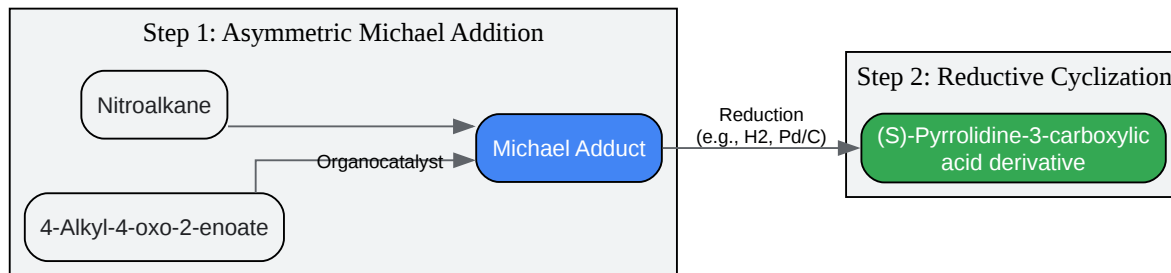 Step 1: Asymmetric Michael Addition
Nitroalkane
4-Alkyl-4-oxo-2-enoate
Organocatalyst
Michael Adduct
Reduction
(e.g., H2, Pd/C)
Step 2: Reductive Cyclization
(S)-Pyrrolidine-3-carboxylic
acid derivative